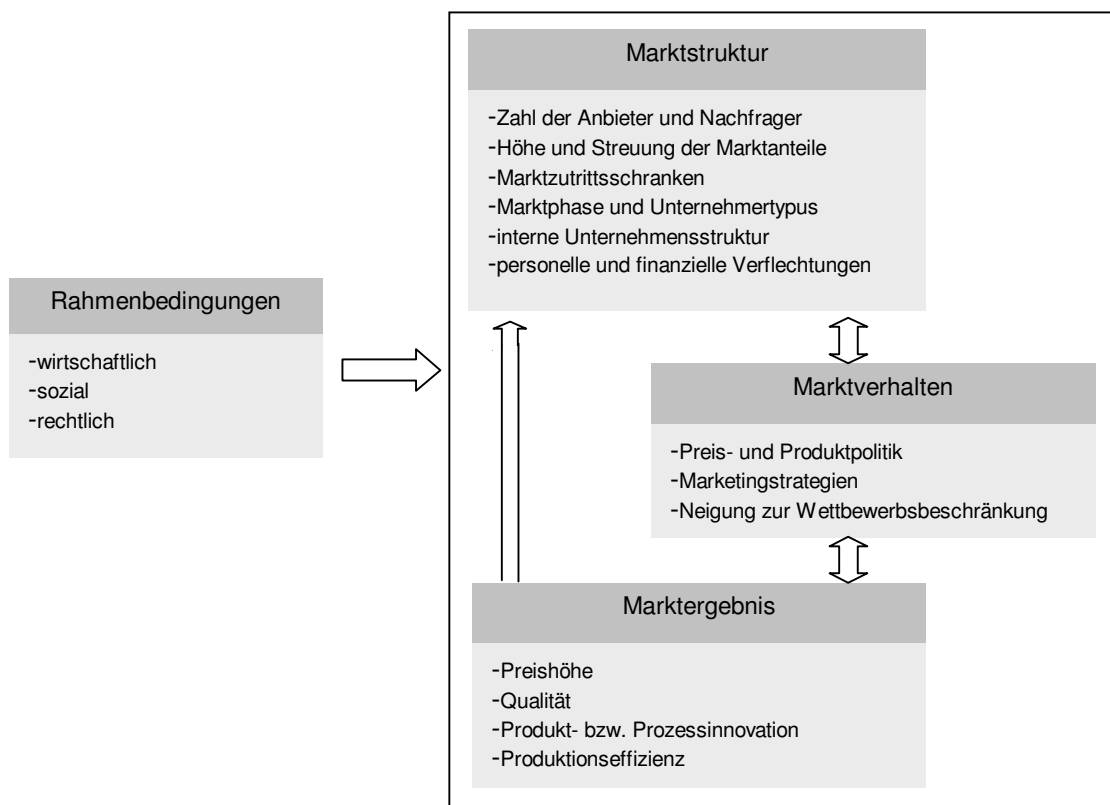 Marktstruktur
-Zahl der Anbieter und Nachfrager
-Höhe und Streuung der Marktanteile
-Marktzutrittsschranken
-Marktphase und Unternehmertypus
-interne Unternehmensstruktur
-personelle und finanzielle Verflechtungen
Rahmenbedingungen
-wirtschaftlich
-sozial
-rechtlich
Marktverhalten
-Preis- und Produktpolitik
-Marketingstrategien
-Neigung zur Wettbewerbsbeschränkung
Marktergebnis
-Preishöhe
-Qualität
-Produkt- bzw. Prozessinnovation
-Produktionseffizienz